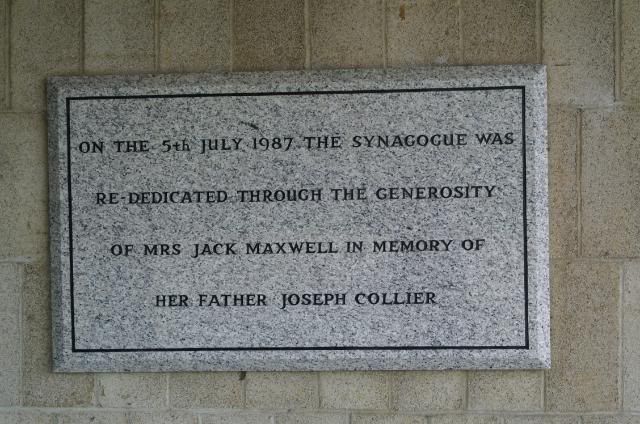 ON THE 5th JULY 1987 THE SYNAGOGUE WAS
RE-DEDICATED THROUGH THE GENEROSITY
OF MRS JACK MAXWELL IN MEMORY OF
HER FATHER JOSEPH COLLIER